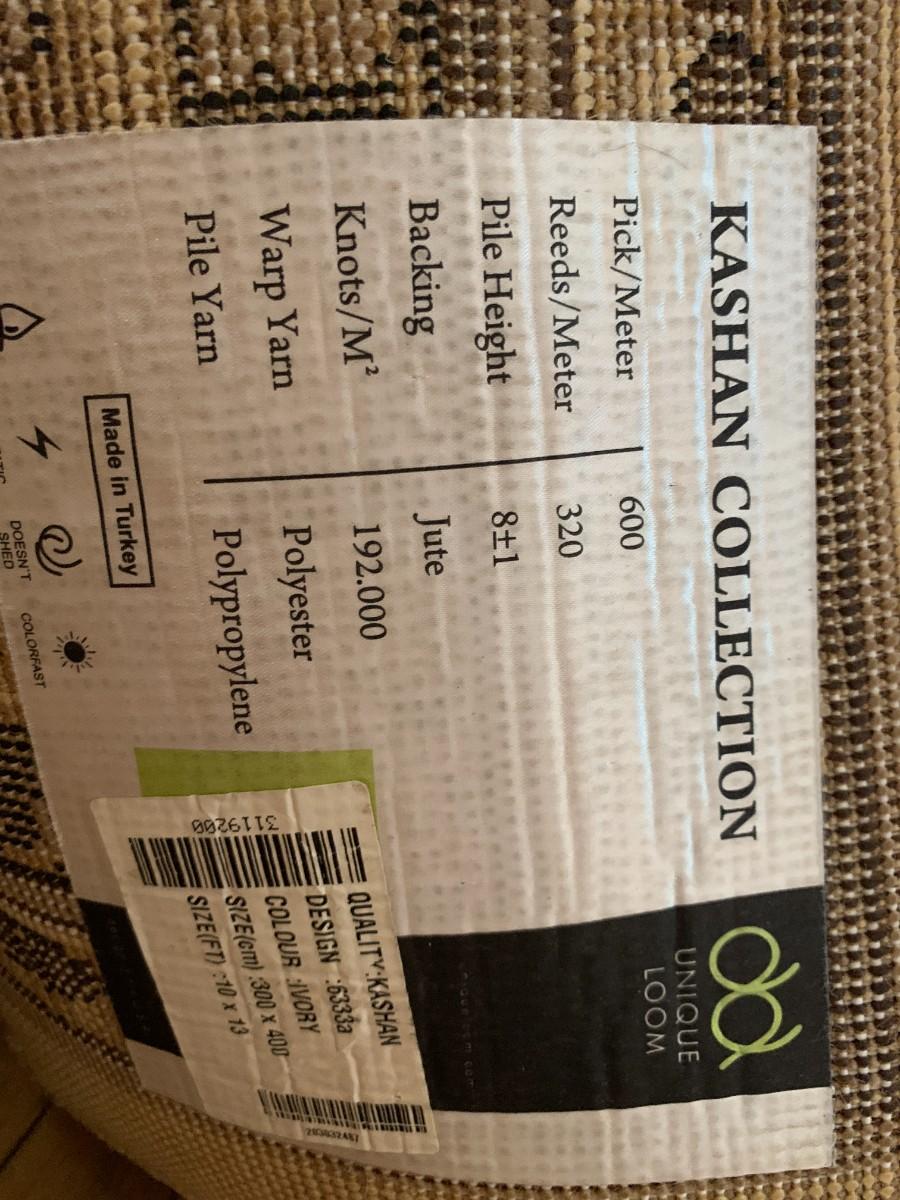 KASHAN COLLECTION
UNIQUE
LOOM
Pick/Meter 600
Reeds/Meter 320
Pile Height 8±1
Backing Jute
Knots/M² 192.000
Warp Yarn Polyester
Pile Yarn Polypropylene
Made in Turkey
DOESN'T
SHED
COLORFAST
3119200
QUALITY:KASHAN
DESIGN :6333a
COLOUR :IVORY
SIZE(cm) :300 x 400
SIZE(FT) :10 x 13
203032487